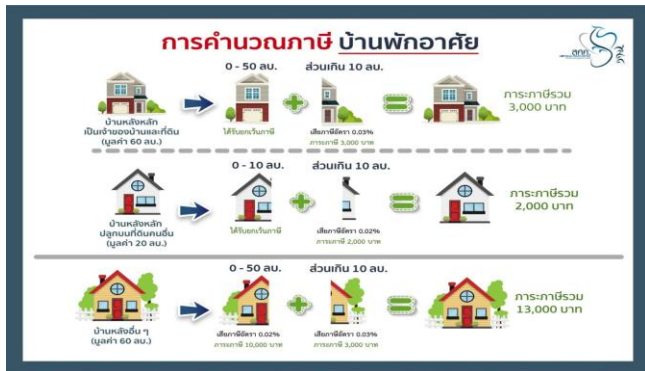 การคำนวณภาษี บ้านพักอาศัย
สศค.
0 - 50 ลบ. ส่วนเกิน 10 ลบ.
บ้านหลังหลัก
เป็นเจ้าของบ้านและที่ดิน
(มูลค่า 60 ลบ.)
ได้รับยกเว้นภาษี
เสียภาษีอัตรา 0.03%
ภาระภาษี 3,000 บาท
ภาระภาษีรวม
3,000 บาท
0 - 10 ลบ. ส่วนเกิน 10 ลบ.
บ้านหลังหลัก
ปลูกบนที่ดินคนอื่น
(มูลค่า 20 ลบ.)
ได้รับยกเว้นภาษี
เสียภาษีอัตรา 0.02%
ภาระภาษี 2,000 บาท
ภาระภาษีรวม
2,000 บาท
0 - 50 ลบ. ส่วนเกิน 10 ลบ.
บ้านหลังอื่น ๆ
(มูลค่า 60 ลบ.)
เสียภาษีอัตรา 0.02%
ภาระภาษี 10,000 บาท
เสียภาษีอัตรา 0.03%
ภาระภาษี 3,000 บาท
ภาระภาษีรวม
13,000 บาท